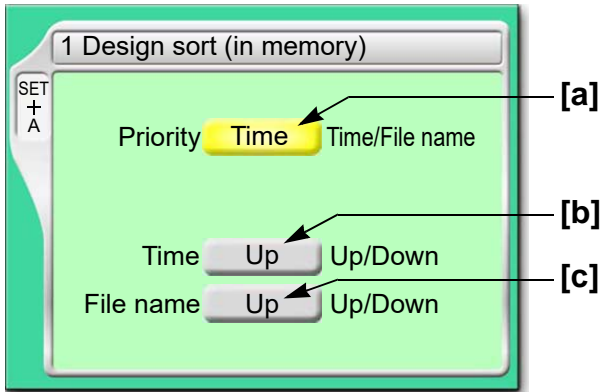 1 Design sort (in memory)
SET
+
A
Priority Time Time/File name [a]
Time Up Up/Down [b]
File name Up Up/Down [c]